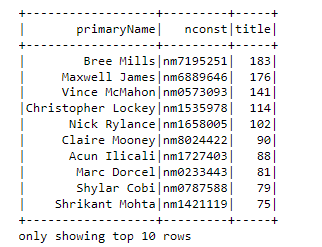 +------------------+---------+-----+
|       primaryName|   nconst|title|
+------------------+---------+-----+
|        Bree Mills|nm7195251|  183|
|     Maxwell James|nm6889646|  176|
|     Vince McMahon|nm0573093|  141|
|Christopher Lockey|nm1535978|  114|
|      Nick Rylance|nm1658005|  102|
|     Claire Mooney|nm8024422|   90|
|      Acun Ilicali|nm1727403|   88|
|       Marc Dorcel|nm0233443|   81|
|       Shylar Cobi|nm0787588|   79|
|    Shrikant Mohta|nm1421119|   75|
+------------------+---------+-----+
only showing top 10 rows